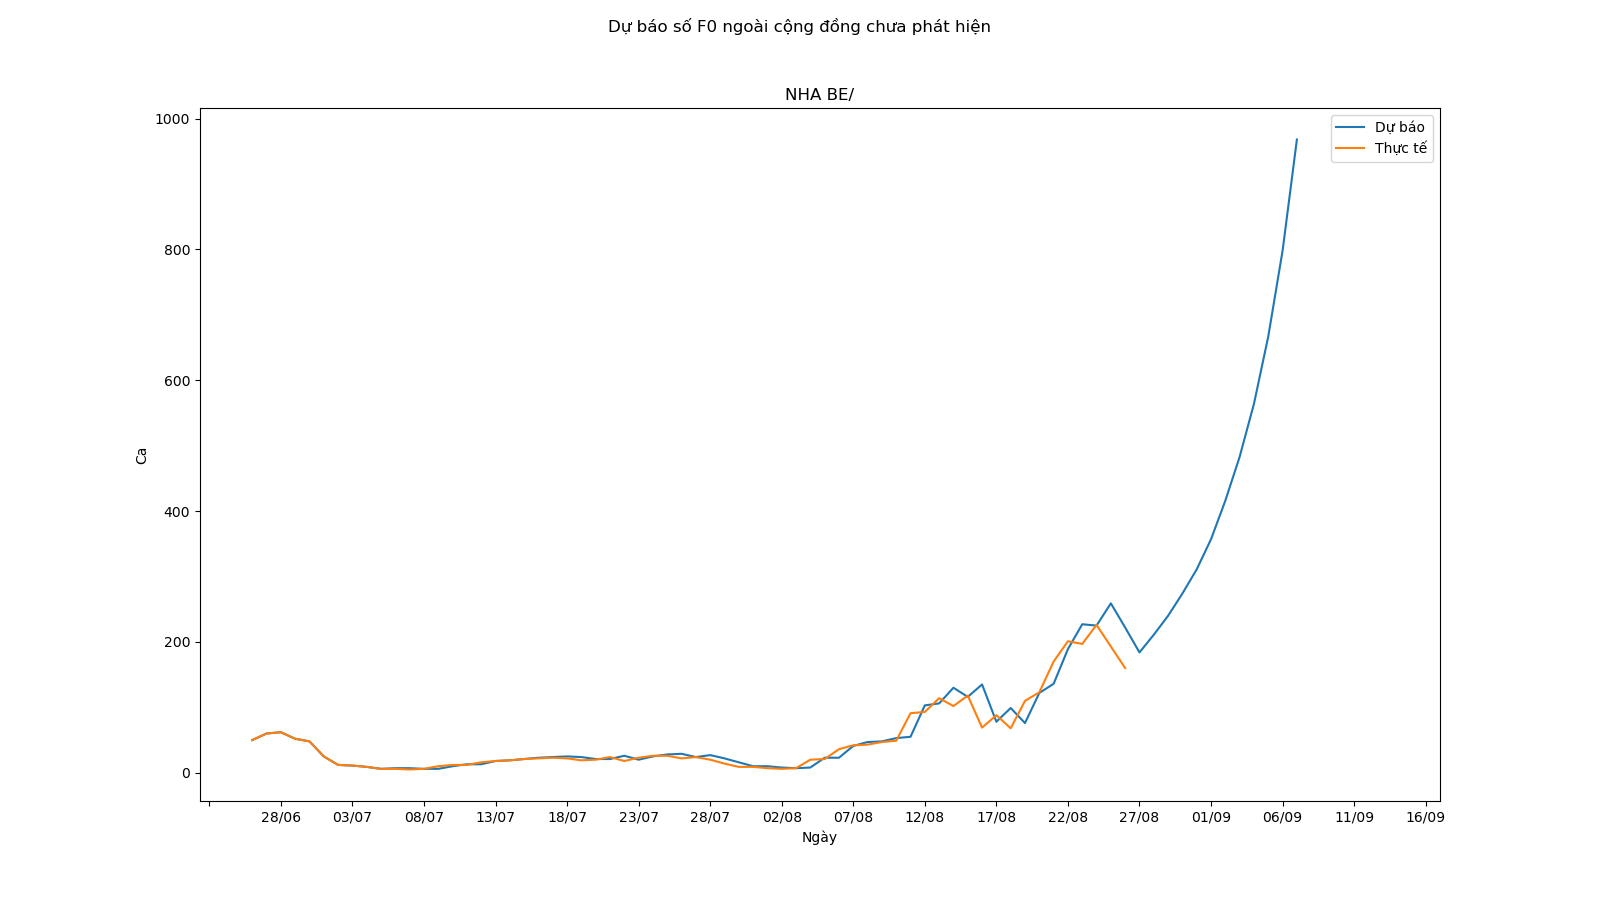 Dự báo số F0 ngoài cộng đồng chưa phát hiện
NHA BE/
1000
800
600
400
200
0
Ca
Dự báo
Thực tế
28/06 03/07 08/07 13/07 18/07 23/07 28/07 02/08 07/08 12/08 17/08 22/08 27/08 01/09 06/09 11/09 16/09
Ngày